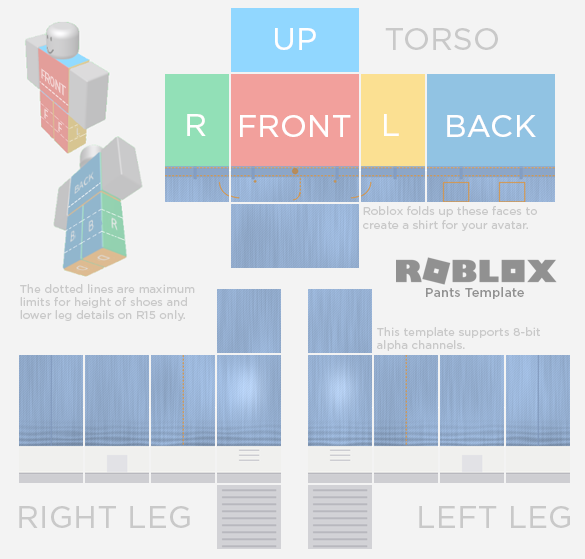 UP
TORSO
R
FRONT
L
BACK
FRONT
F
F
BACK
B
B
R
Roblox folds up these faces to
create a shirt for your avatar.
ROBLOX
Pants Template
The dotted lines are maximum
limits for height of shoes and
lower leg details on R15 only.
This template supports 8-bit
alpha channels.
RIGHT LEG
LEFT LEG